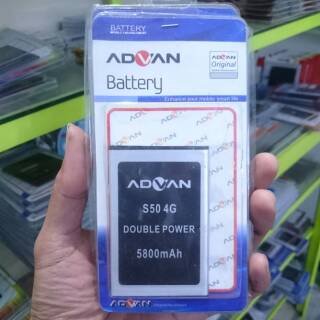 BATTERY
ADVAN
Battery
ADVAN
Original
Enhance your mobile smart life
ADVAN
S50 4G
DOUBLE POWER
5800mAh
ADVAN